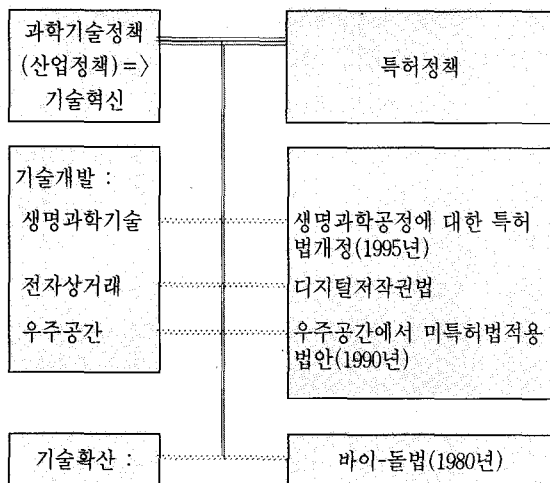 과학기술정책
(산업정책)=>
기술혁신
특허정책
기술개발 :
생명과학기술
생명과학공정에 대한 특허
법개정(1995년)
전자상거래
디지털저작권법
우주공간
우주공간에서 미특허법적용
법안(1990년)
기술확산 :
바이-돌법(1980년)